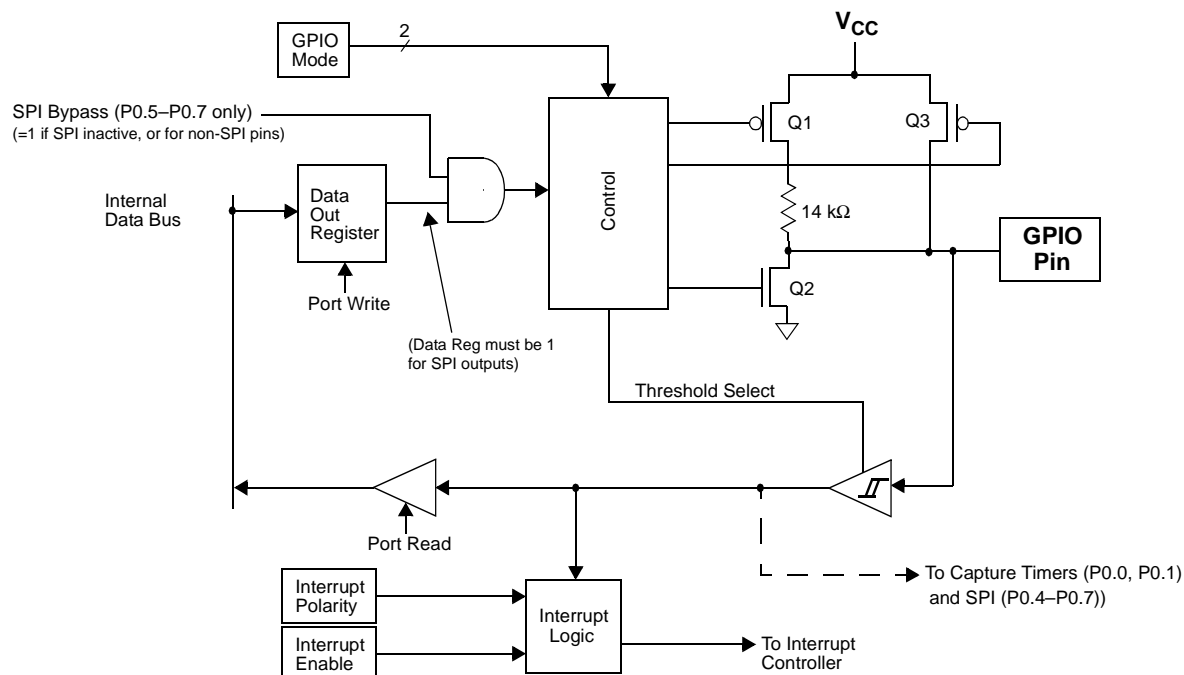 GPIO
Mode
2
VCC
SPI Bypass (P0.5–P0.7 only)
(=1 if SPI inactive, or for non-SPI pins)
Q1
Q3
Control
Internal
Data Bus
Data
Out
Register
14 kΩ
GPIO
Pin
Port Write
Q2
(Data Reg must be 1
for SPI outputs)
Threshold Select
Port Read
To Capture Timers (P0.0, P0.1)
and SPI (P0.4–P0.7))
Interrupt
Polarity
Interrupt
Logic
Interrupt
Enable
To Interrupt
Controller